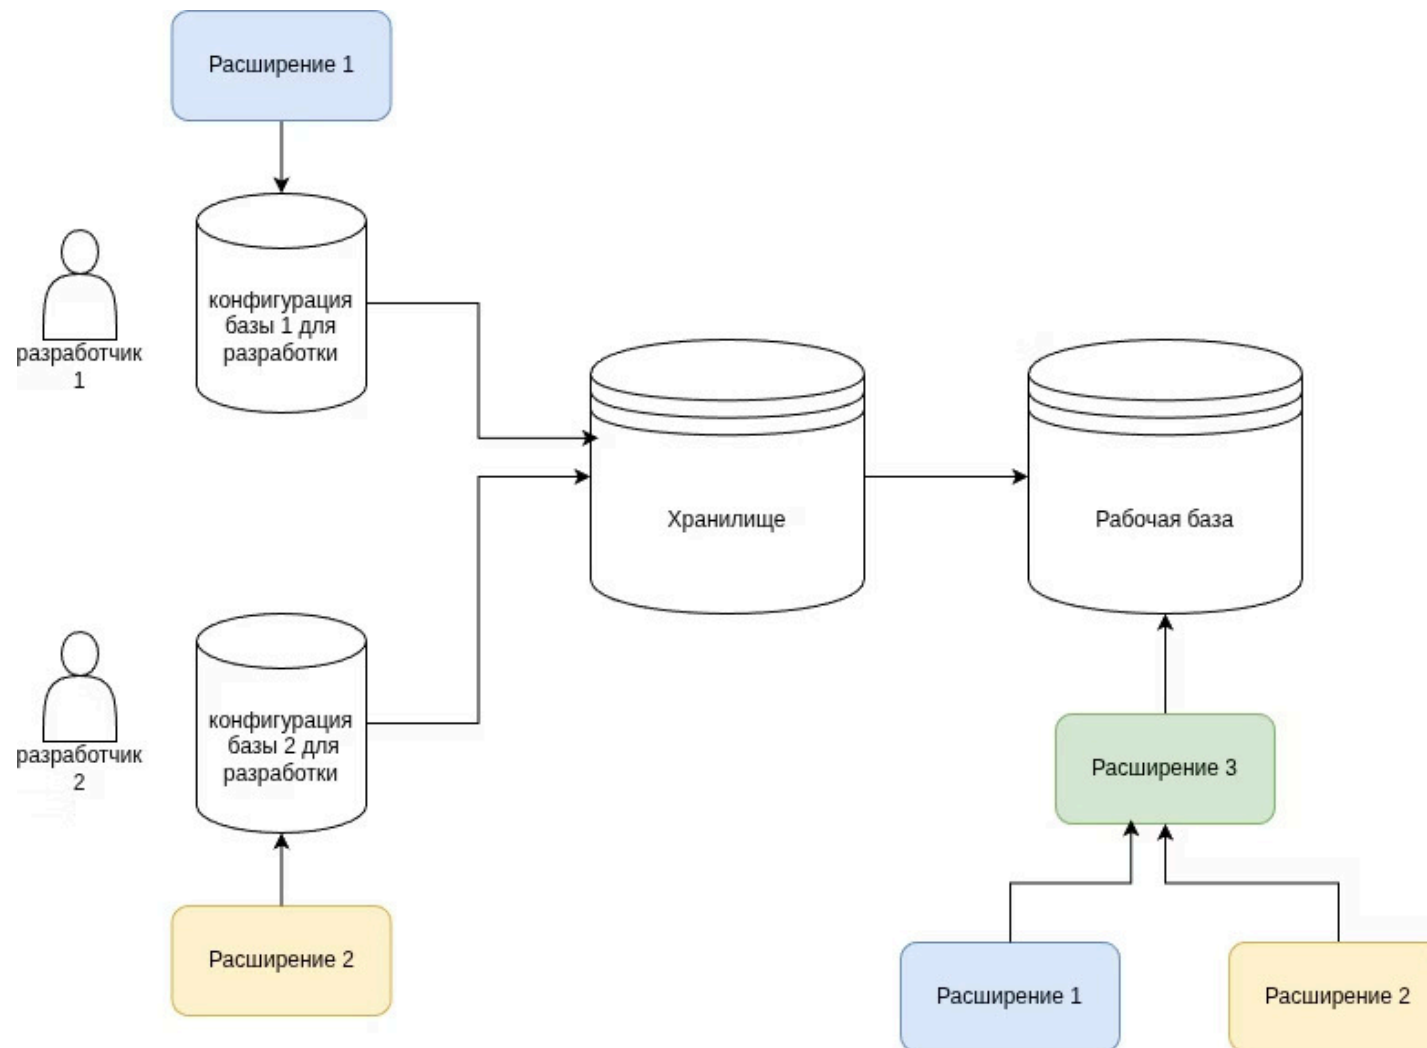 Расширение 1
конфигурация
базы 1 для
разработки
разработчик
1
Хранилище
Рабочая база
конфигурация
базы 2 для
разработки
разработчик
2
Расширение 3
Расширение 2
Расширение 1
Расширение 2